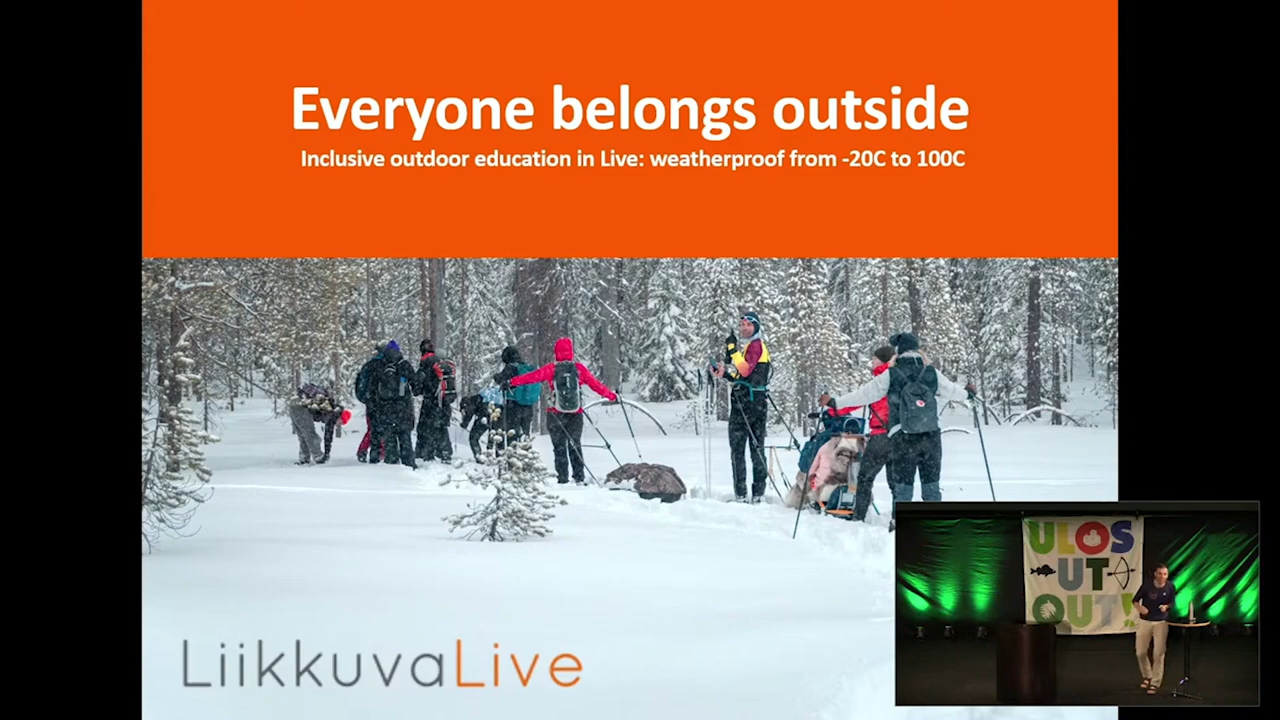 Everyone belongs outside
Inclusive outdoor education in Live: weatherproof from -20C to 100C
LiikkuvaLive
ULOS
UT
OUT!